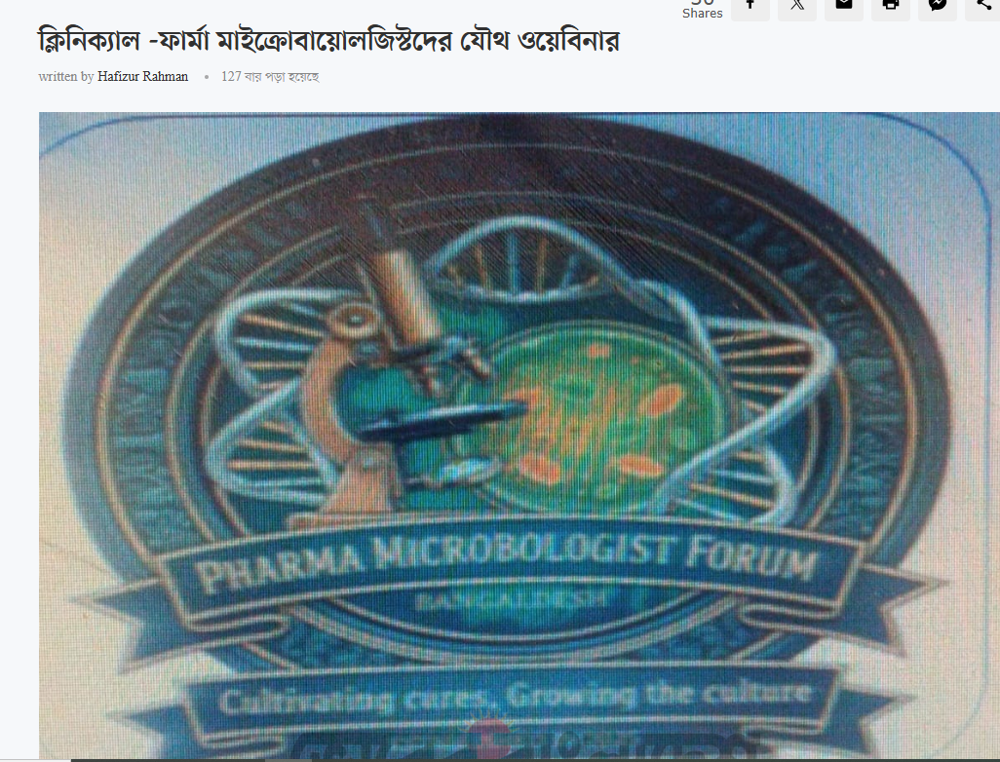 Shares
ক্লিনিক্যাল -ফার্মা মাইক্রোবায়োলজিস্টদের যৌথ ওয়েবিনার
written by Hafizur Rahman • 127 বার পড়া হয়েছে
PHARMA MICROBOLOGIST FORUM
BANGALDESH
Cultivating cures, Growing the culture